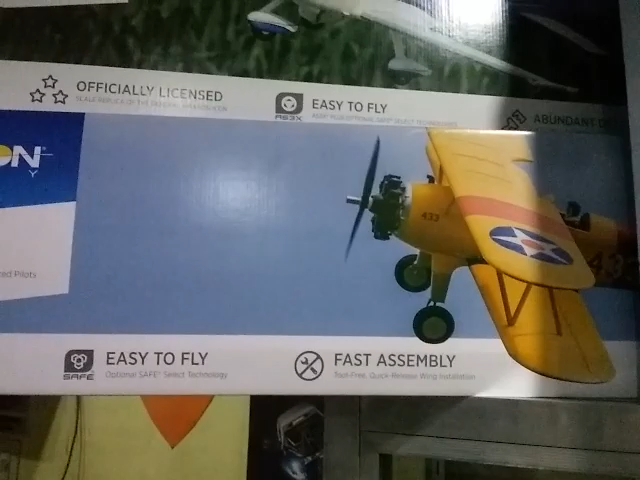 OFFICIALLY LICENSED
EASY TO FLY
AS3X
ABUNDANT
ON
433
EASY TO FLY
Optional SAFE® Select Technology
SAFE
FAST ASSEMBLY
Tool-Free, Quick-Release Wing Installation
Pilots